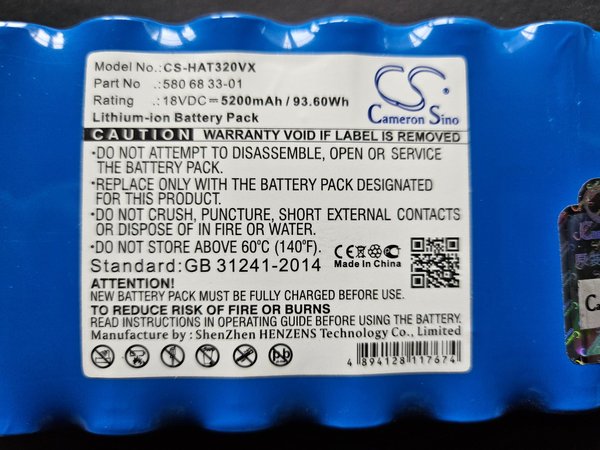 Model No.:CS-HAT320VX
Part No :580 68 33-01
Rating :18VDC⎓5200mAh / 93.60Wh
Lithium-ion Battery Pack
CS
Cameron Sino
CAUTION WARRANTY VOID IF LABEL IS REMOVED
•DO NOT ATTEMPT TO DISASSEMBLE, OPEN OR SERVICE
THE BATTERY PACK.
•REPLACE ONLY WITH THE BATTERY PACK DESIGNATED
FOR THIS PRODUCT.
•DO NOT CRUSH, PUNCTURE, SHORT EXTERNAL CONTACTS
OR DISPOSE OF IN FIRE OR WATER.
•DO NOT STORE ABOVE 60°C (140°F).
Standard:GB 31241-2014
CE
Made In China
ATTENTION!
NEW BATTERY PACK MUST BE FULLY CHARGED BEFORE USE!
TO REDUCE RISK OF FIRE OR BURNS
READ INSTRUCTIONS IN OPERATING GUIDE BEFORE USING BATTERY.
Manufacture by :ShenZhen HENZENS Technology Co., Limited
4 894128 117674